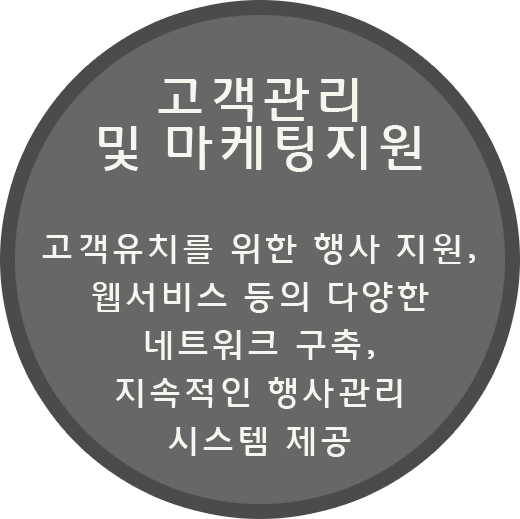 고객관리
및 마케팅지원
고객유치를 위한 행사 지원,
웹서비스 등의 다양한
네트워크 구축,
지속적인 행사관리
시스템 제공